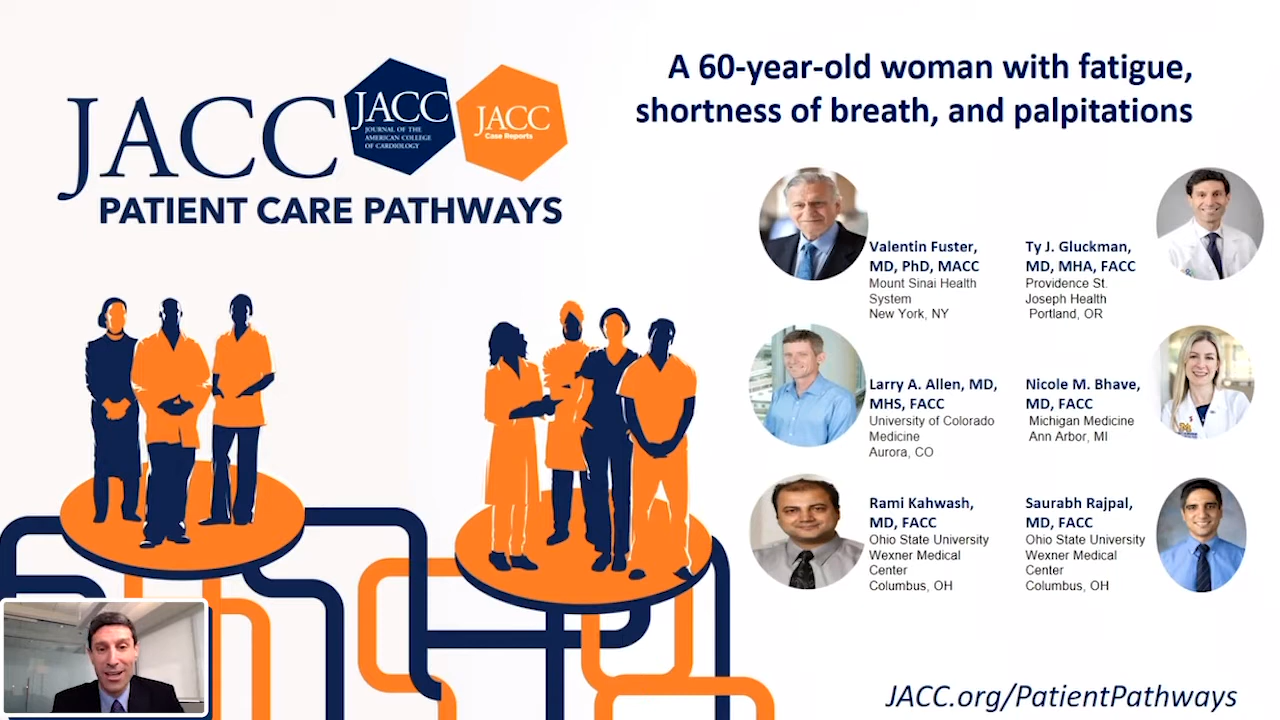 JACC
JACC
JOURNAL OF THE
AMERICAN COLLEGE
OF CARDIOLOGY
JACC
Case Reports
PATIENT CARE PATHWAYS
A 60-year-old woman with fatigue,
shortness of breath, and palpitations
Valentin Fuster,
MD, PhD, MACC
Mount Sinai Health
System
New York, NY
Ty J. Gluckman,
MD, MHA, FACC
Providence St.
Joseph Health
Portland, OR
Larry A. Allen, MD,
MHS, FACC
University of Colorado
Medicine
Aurora, CO
Nicole M. Bhave,
MD, FACC
Michigan Medicine
Ann Arbor, MI
Rami Kahwash,
MD, FACC
Ohio State University
Wexner Medical
Center
Columbus, OH
Saurabh Rajpal,
MD, FACC
Ohio State University
Wexner Medical
Center
Columbus, OH
JACC.org/PatientPathways